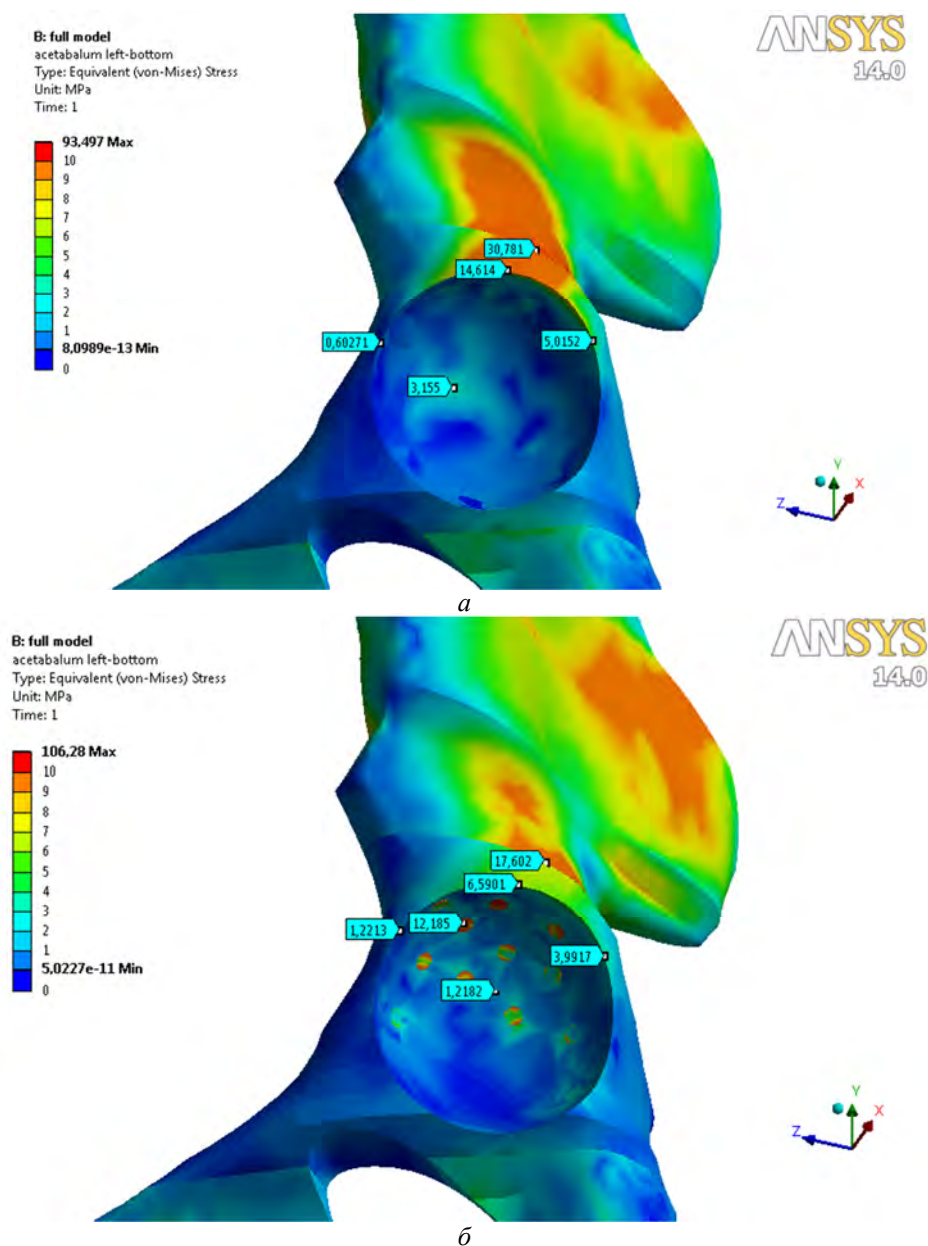 B: full model
acetabalum left-bottom
Type: Equivalent (von-Mises) Stress
Unit: MPa
Time: 1
ANSYS
14.0
93,497 Max
10
9
8
7
6
5
4
3
2
1
8,0989e-13 Min
0
30,781
14,614
0,60271
5,0152
3,155
Y
X
Z
а
B: full model
acetabalum left-bottom
Type: Equivalent (von-Mises) Stress
Unit: MPa
Time: 1
ANSYS
14.0
106,28 Max
10
9
8
7
6
5
4
3
2
1
5,0227e-11 Min
0
17,602
6,5901
1,2213
12,185
3,9917
1,2182
Y
X
Z
б